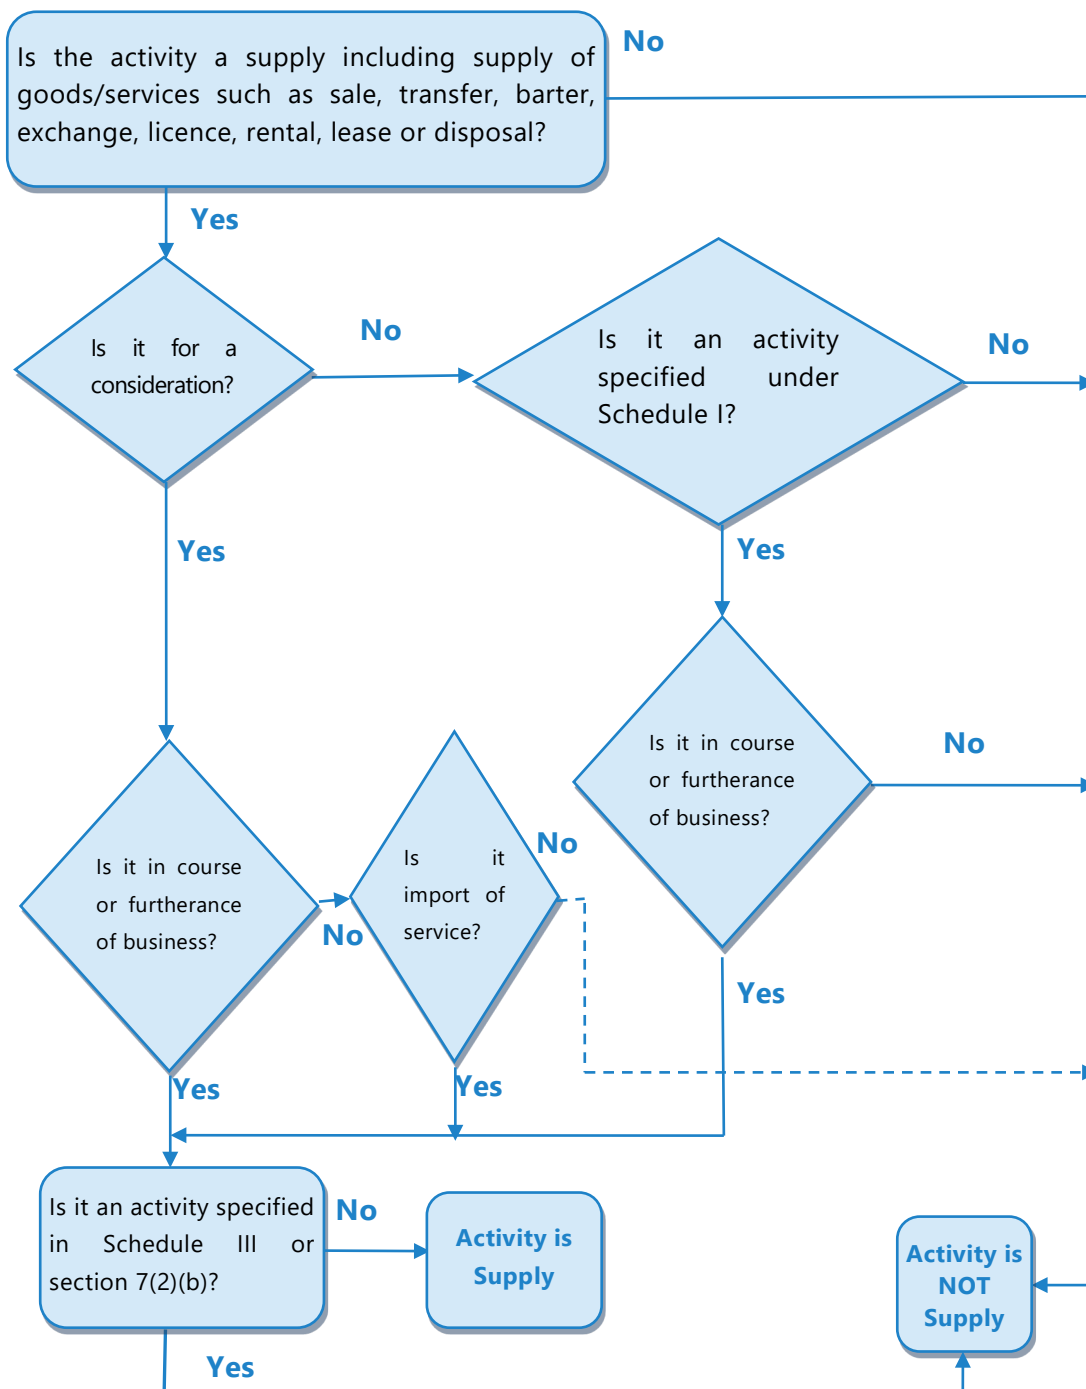 No
Is the activity a supply including supply of
goods/services such as sale, transfer, barter,
exchange, licence, rental, lease or disposal?
Yes
Is it for a
consideration?
No
Is it an activity
specified under
Schedule I?
No
Yes
Yes
Is it in course
or furtherance
of business?
No
Is it in course
or furtherance
of business?
No
Is it
import of
service?
No
Yes
Yes
Yes
Is it an activity specified
in Schedule III or
section 7(2)(b)?
No
Activity is
Supply
Activity is
NOT
Supply
Yes